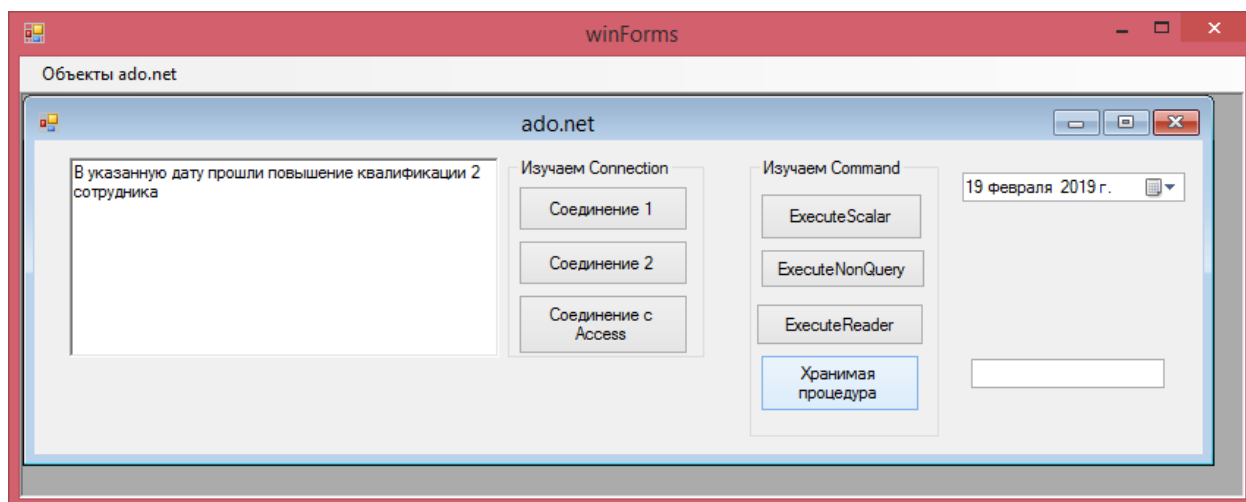 winForms
Объекты ado.net
ado.net
В указанную дату прошли повышение квалификации 2
сотрудника
Изучаем Connection
Соединение 1
Соединение 2
Соединение с
Access
Изучаем Command
ExecuteScalar
ExecuteNonQuery
ExecuteReader
Хранимая
процедура
19 февраля 2019 г.